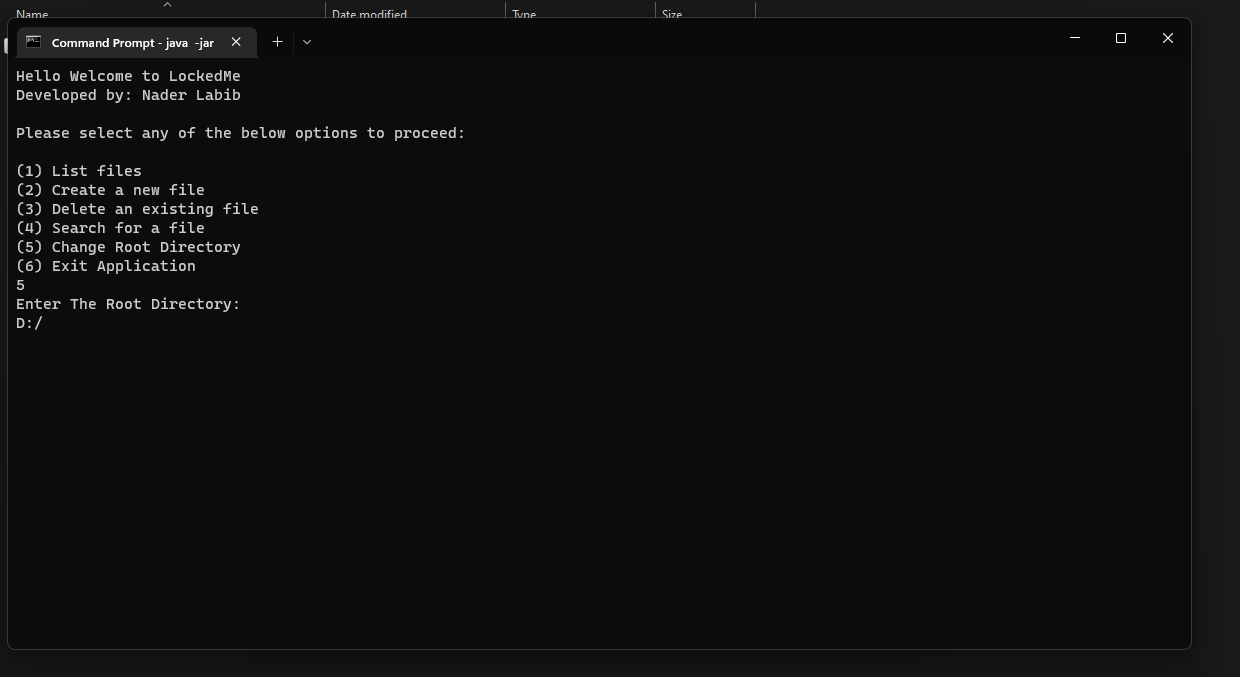 Name Date modified Type Size
Command Prompt - java -jar
Hello Welcome to LockedMe
Developed by: Nader Labib
Please select any of the below options to proceed:
(1) List files
(2) Create a new file
(3) Delete an existing file
(4) Search for a file
(5) Change Root Directory
(6) Exit Application
5
Enter The Root Directory:
D:/